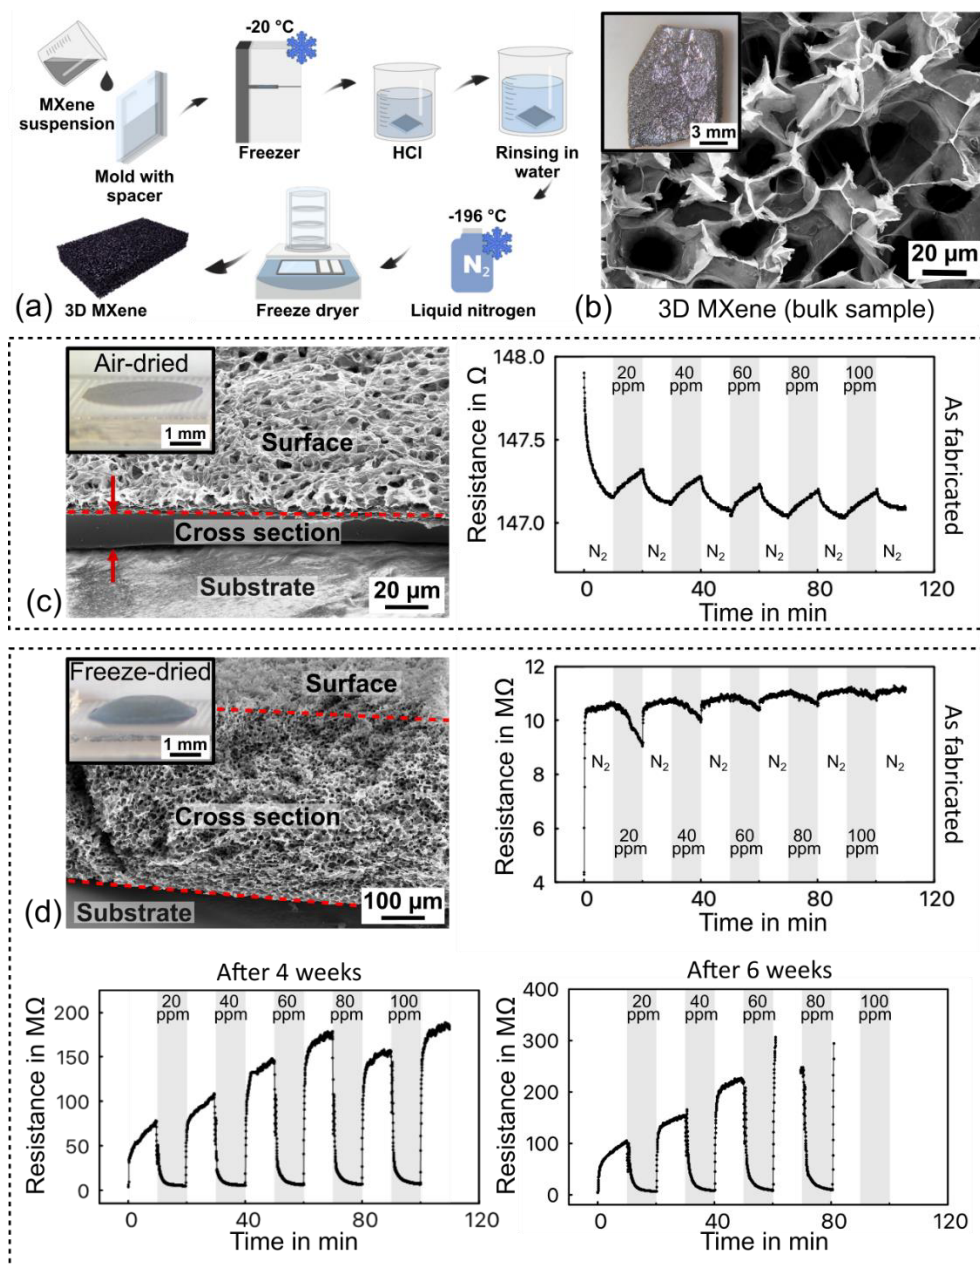 MXene
suspension
Mold with
spacer
-20 °C
Freezer
HCl
Rinsing in
water
-196 °C
N2
Liquid nitrogen
Freeze dryer
3D MXene
(a)
3 mm
20 µm
(b)
3D MXene (bulk sample)
Air-dried
1 mm
Surface
Cross section
Substrate
20 µm
(c)
Resistance in Ω
148.0
147.5
147.0
20
ppm
40
ppm
60
ppm
80
ppm
100
ppm
N2
N2
N2
N2
N2
N2
0
40
80
120
Time in min
As fabricated
Freeze-dried
1 mm
Surface
Cross section
Substrate
100 µm
(d)
Resistance in MΩ
12
10
8
6
4
N2
N2
N2
N2
N2
N2
20
ppm
40
ppm
60
ppm
80
ppm
100
ppm
0
40
80
120
Time in min
As fabricated
After 4 weeks
Resistance in MΩ
200
150
100
50
0
20
ppm
40
ppm
60
ppm
80
ppm
100
ppm
0
40
80
120
Time in min
After 6 weeks
Resistance in MΩ
400
300
200
100
0
20
ppm
40
ppm
60
ppm
80
ppm
100
ppm
0
40
80
120
Time in min